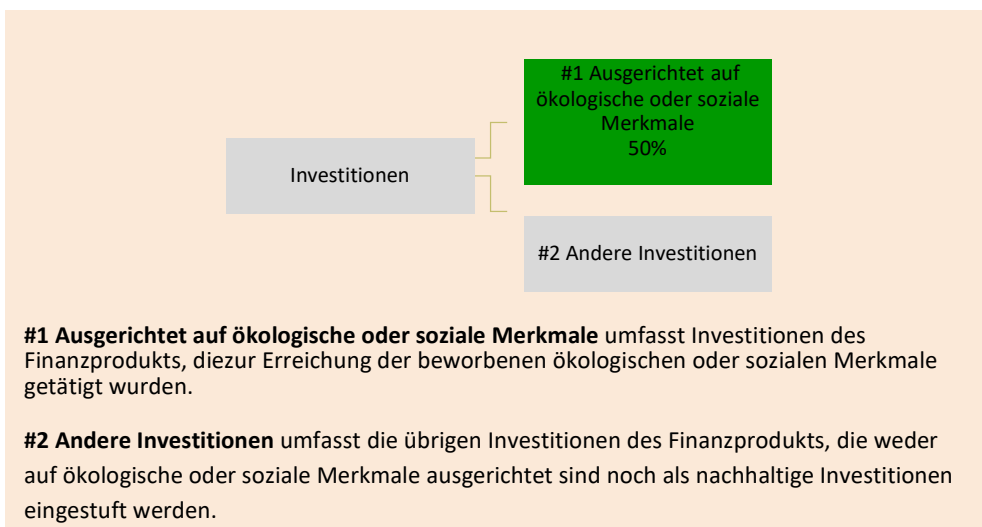 #1 Ausgerichtet auf
ökologische oder soziale
Merkmale
50%
Investitionen
#2 Andere Investitionen
#1 Ausgerichtet auf ökologische oder soziale Merkmale umfasst Investitionen des
Finanzprodukts, diezur Erreichung der beworbenen ökologischen oder sozialen Merkmale
getätigt wurden.
#2 Andere Investitionen umfasst die übrigen Investitionen des Finanzprodukts, die weder
auf ökologische oder soziale Merkmale ausgerichtet sind noch als nachhaltige Investitionen
eingestuft werden.